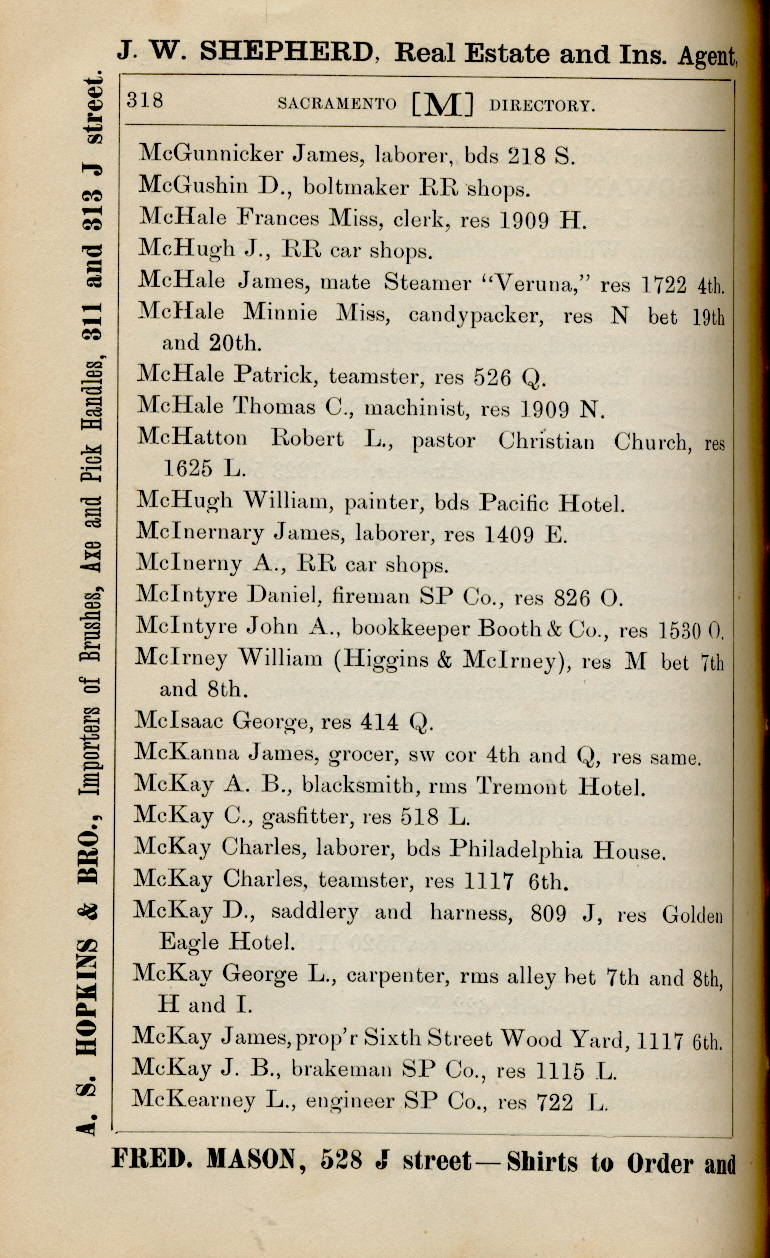 J. W. SHEPHERD, Real Estate and Ins. Agent,
318 SACRAMENTO [M] DIRECTORY.
McGunnicker James, laborer, bds 218 S.
McGushin D., boltmaker RR shops.
McHale Frances Miss, clerk, res 1909 H.
McHugh J., RR car shops.
McHale James, mate Steamer “Veruna,” res 1722 4th.
McHale Minnie Miss, candypacker, res N bet 19th
and 20th.
McHale Patrick, teamster, res 526 Q.
McHale Thomas C., machinist, res 1909 N.
McHatton Robert L., pastor Christian Church, res
1625 L.
McHugh William, painter, bds Pacific Hotel.
McInernary James, laborer, res 1409 E.
McInerny A., RR car shops.
McIntyre Daniel, fireman SP Co., res 826 O.
McIntyre John A., bookkeeper Booth & Co., res 1530 O.
McIrney William (Higgins & McIrney), res M bet 7th
and 8th.
McIsaac George, res 414 Q.
McKanna James, grocer, sw cor 4th and Q, res same.
McKay A. B., blacksmith, rms Tremont Hotel.
McKay C., gasfitter, res 518 L.
McKay Charles, laborer, bds Philadelphia House.
McKay Charles, teamster, res 1117 6th.
McKay D., saddlery and harness, 809 J, res Golden
Eagle Hotel.
McKay George L., carpenter, rms alley bet 7th and 8th,
H and I.
McKay James, prop'r Sixth Street Wood Yard, 1117 6th.
McKay J. B., brakeman SP Co., res 1115 L.
McKearney L., engineer SP Co., res 722 L.
FRED. MASON, 528 J street—Shirts to Order and
A. S. HOPKINS & BRO., Importers of Brushes, Axe and Pick Handles, 311 and 313 J street.